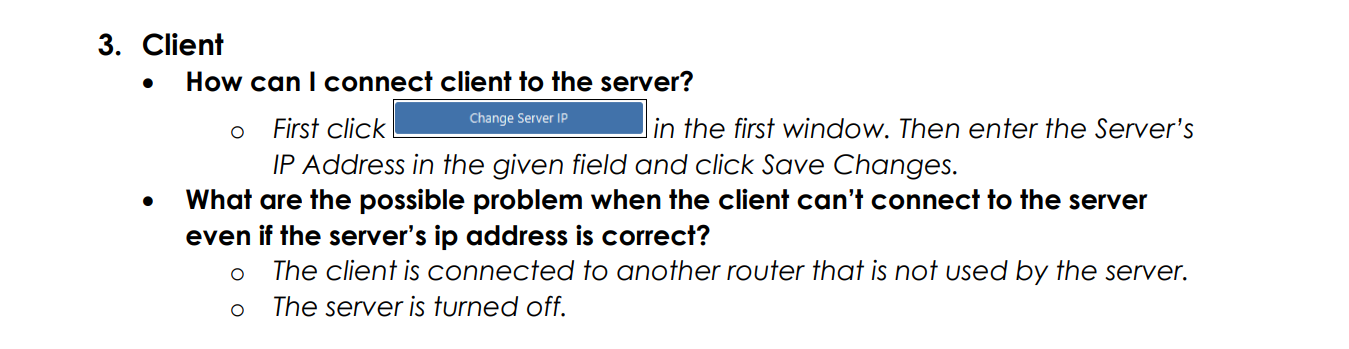 3. Client
• How can I connect client to the server?
o First click Change Server IP in the first window. Then enter the Server's
IP Address in the given field and click Save Changes.
• What are the possible problem when the client can't connect to the server
even if the server's ip address is correct?
o The client is connected to another router that is not used by the server.
o The server is turned off.